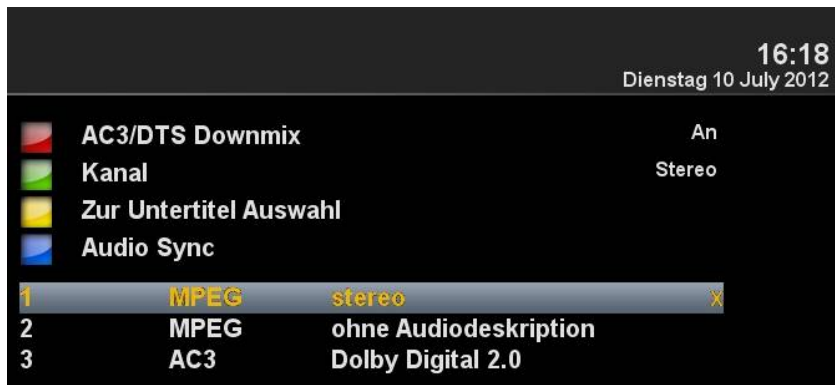 16:18
Dienstag 10 July 2012
AC3/DTS Downmix An
Kanal Stereo
Zur Untertitel Auswahl
Audio Sync
1 MPEG stereo X
2 MPEG ohne Audiodeskription
3 AC3 Dolby Digital 2.0